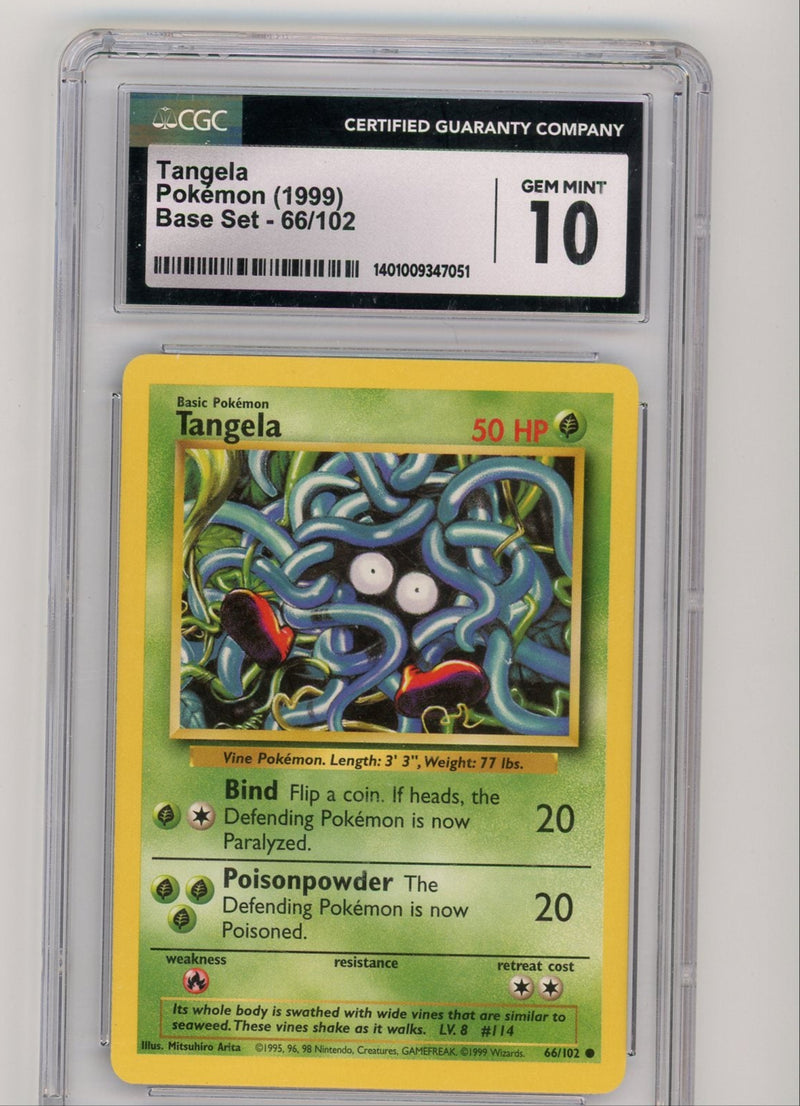 CGC
CERTIFIED GUARANTY COMPANY
Tangela
Pokémon (1999)
Base Set - 66/102
1401009347051
GEM MINT
10
Basic Pokémon
Tangela
50 HP
Vine Pokémon. Length: 3' 3", Weight: 77 lbs.
Bind Flip a coin. If heads, the
Defending Pokémon is now
Paralyzed.
20
Poisonpowder The
Defending Pokémon is now
Poisoned.
20
weakness
resistance
retreat cost
Its whole body is swathed with wide vines that are similar to
seaweed. These vines shake as it walks. LV. 8 #114
Illus. Mitsuhiro Arita ©1995, 96, 98 Nintendo, Creatures, GAMEFREAK. ©1999 Wizards. 66/102